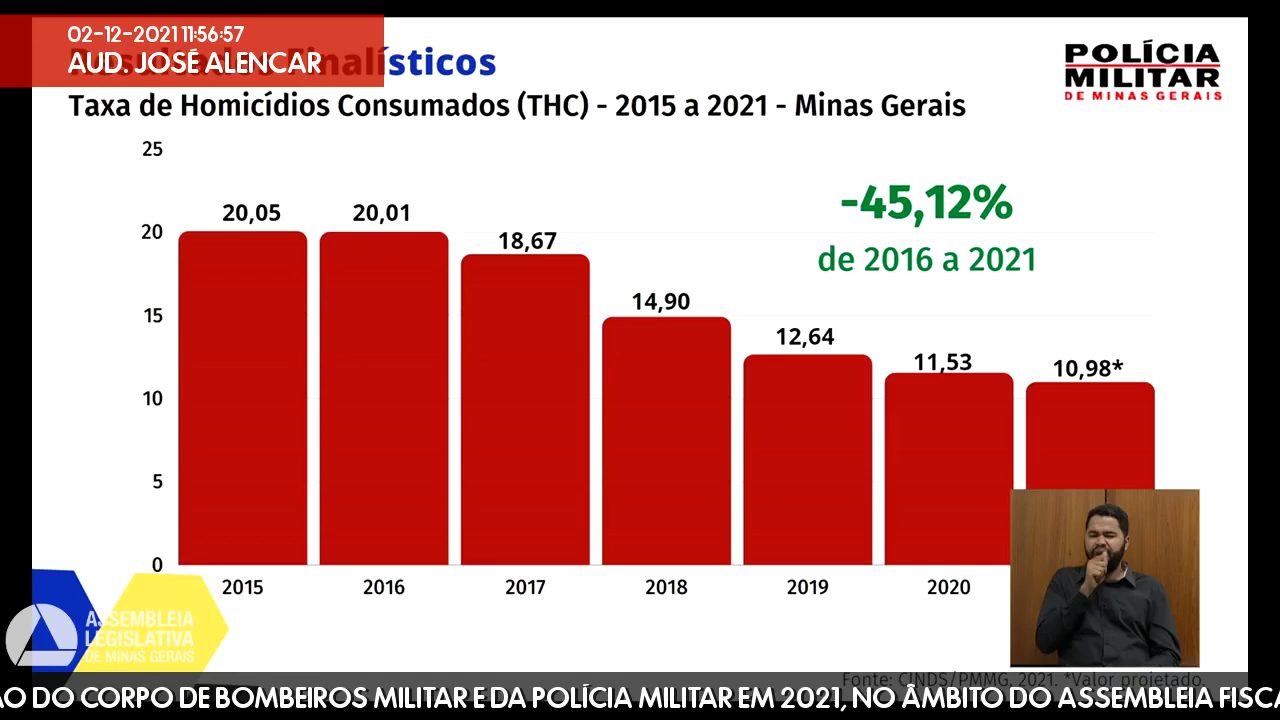 02-12-2021 11:56:57
AUD. JOSÉ ALENCAR
Resultados Finalísticos
POLÍCIA
MILITAR
DE MINAS GERAIS
Taxa de Homicídios Consumados (THC) - 2015 a 2021 - Minas Gerais
25
20
15
10
5
0
20,05
20,01
18,67
14,90
12,64
11,53
10,98*
-45,12%
de 2016 a 2021
2015
2016
2017
2018
2019
2020
ASSEMBLEIA
LEGISLATIVA
DE MINAS GERAIS
Fonte: CINDS/PMMG, 2021. *Valor projetado.
ÃO DO CORPO DE BOMBEIROS MILITAR E DA POLÍCIA MILITAR EM 2021, NO ÂMBITO DO ASSEMBLEIA FISCA